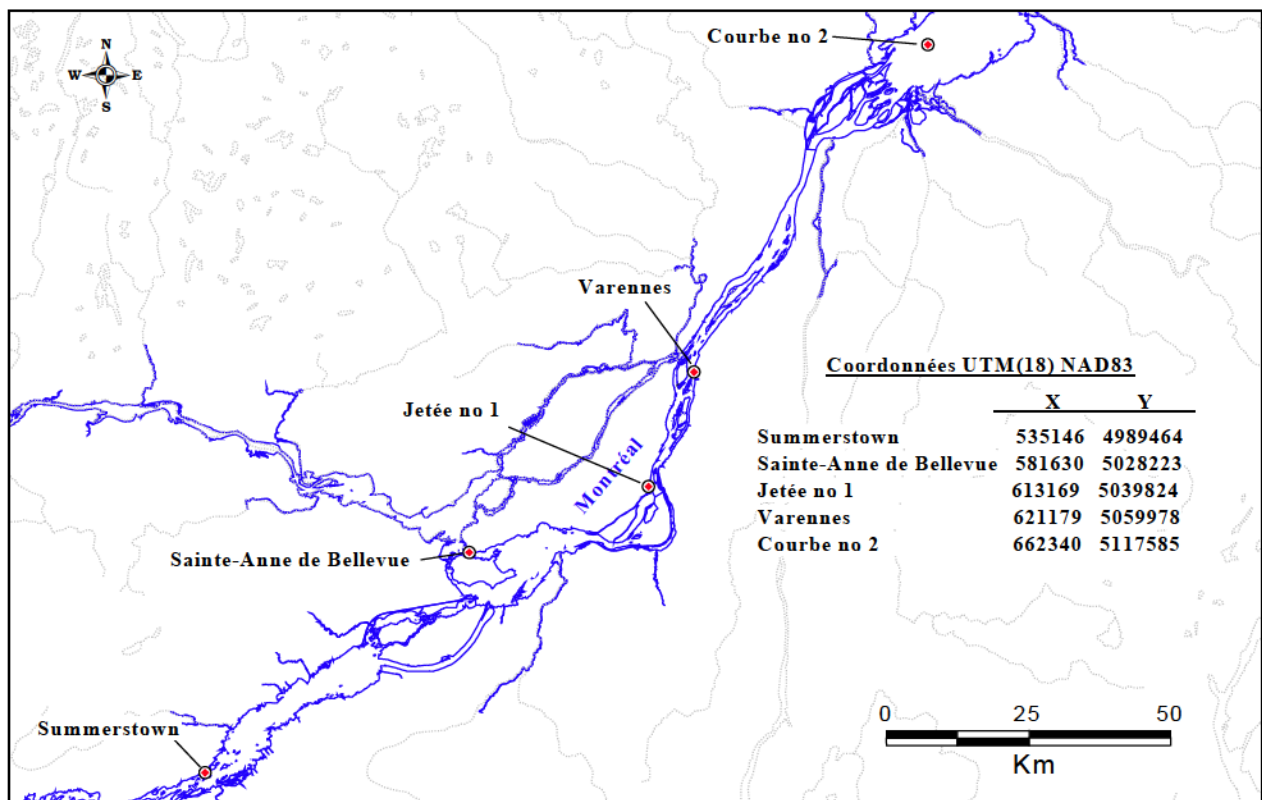 Courbe no 2
N
W E
S
Varennes
Coordonnées UTM(18) NAD83
X Y
Jetée no 1
Montréal
Summerstown 535146 4989464
Sainte-Anne de Bellevue 581630 5028223
Jetée no 1 613169 5039824
Varennes 621179 5059978
Courbe no 2 662340 5117585
Sainte-Anne de Bellevue
Summerstown
0 25 50
Km